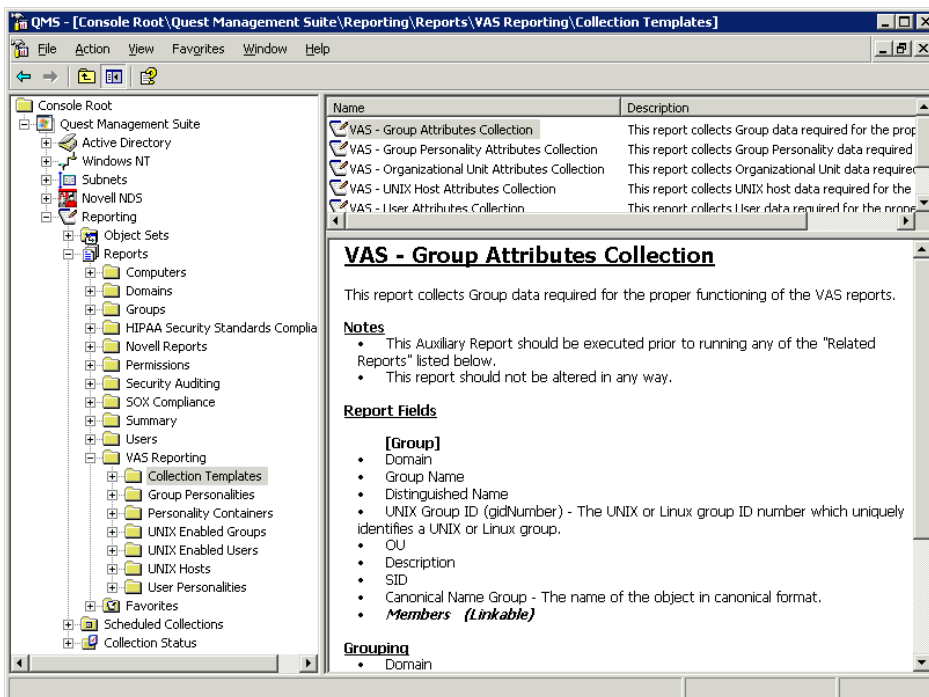 QMS - [Console Root\Quest Management Suite\Reporting\Reports\VAS Reporting\Collection Templates]
File Action View Favorites Window Help
Console Root
Quest Management Suite
Active Directory
Windows NT
Subnets
Novell NDS
Reporting
Object Sets
Reports
Computers
Domains
Groups
HIPAA Security Standards Complia
Novell Reports
Permissions
Security Auditing
SOX Compliance
Summary
Users
VAS Reporting
Collection Templates
Group Personalities
Personality Containers
UNIX Enabled Groups
UNIX Enabled Users
UNIX Hosts
User Personalities
Favorites
Scheduled Collections
Collection Status
Name Description
VAS - Group Attributes Collection This report collects Group data required for the prop
VAS - Group Personality Attributes Collection This report collects Group Personality data required
VAS - Organizational Unit Attributes Collection This report collects Organizational Unit data required
VAS - UNIX Host Attributes Collection This report collects UNIX host data required for the
VAS - User Attributes Collection This report collects User data required for the prope
VAS - Group Attributes Collection
This report collects Group data required for the proper functioning of the VAS reports.
Notes
• This Auxiliary Report should be executed prior to running any of the "Related
Reports" listed below.
• This report should not be altered in any way.
Report Fields
[Group]
• Domain
• Group Name
• Distinguished Name
• UNIX Group ID (gidNumber) - The UNIX or Linux group ID number which uniquely
identifies a UNIX or Linux group.
• OU
• Description
• SID
• Canonical Name Group - The name of the object in canonical format.
• Members {Linkable}
Grouping
• Domain